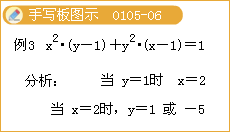 手写板图示 0105-06
例3 x²·(y-1)+y²·(x-1)=1
分析： 当 y=1时 x=2
当 x=2时,y=1 或 -5